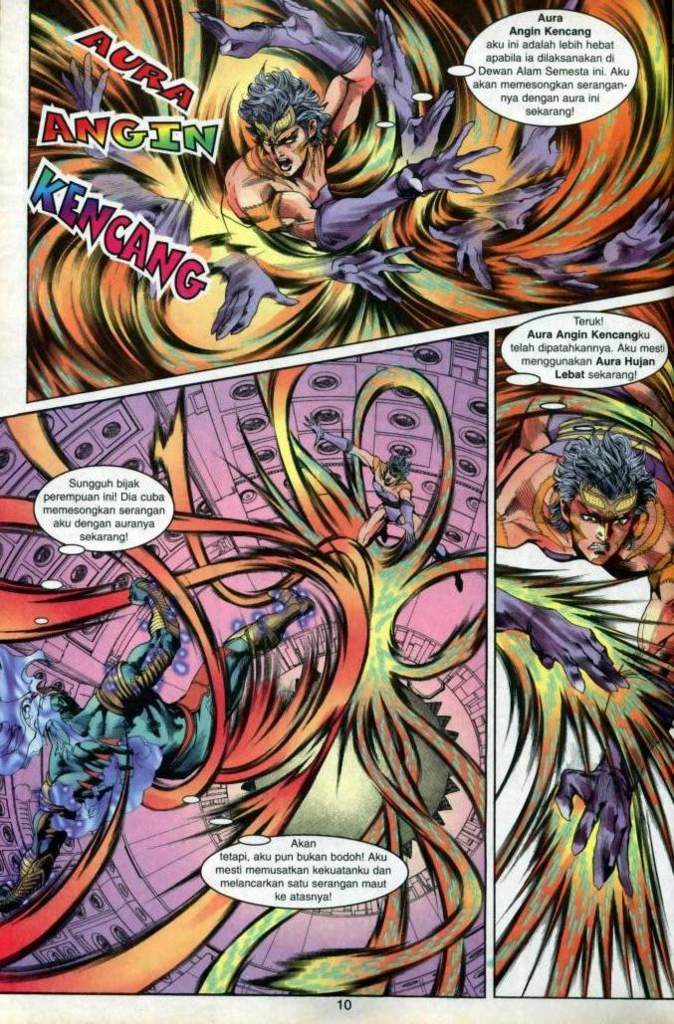 AURA
ANGIN
KENCANG
Aura
Angin Kencang
aku ini adalah lebih hebat
apabila ia dilaksanakan di
Dewan Alam Semesta ini. Aku
akan memesongkan serangan-
nya dengan aura ini
sekarang!
Sungguh bijak
perempuan ini! Dia cuba
memesongkan serangan
aku dengan auranya
sekarang!
Akan
tetapi, aku pun bukan bodoh! Aku
mesti memusatkan kekuatanku dan
melancarkan satu serangan maut
ke atasnya!
Teruk!
Aura Angin Kencangku
telah dipatahkannya. Aku mesti
menggunakan Aura Hujan
Lebat sekarang!
10